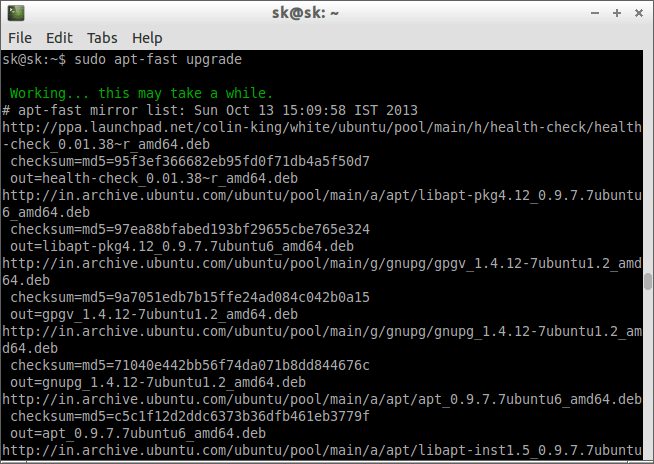 sk@sk: ~
File Edit Tabs Help
sk@sk:~$ sudo apt-fast upgrade
Working... this may take a while.
# apt-fast mirror list: Sun Oct 13 15:09:58 IST 2013
http://ppa.launchpad.net/colin-king/white/ubuntu/pool/main/h/health-check/health
-check_0.01.38~r_amd64.deb
checksum=md5=95f3ef366682eb95fd0f71db4a5f50d7
out=health-check_0.01.38~r_amd64.deb
http://in.archive.ubuntu.com/ubuntu/pool/main/a/apt/libapt-pkg4.12_0.9.7.7ubuntu
6_amd64.deb
checksum=md5=97ea88bfabed193bf29655cbe765e324
out=libapt-pkg4.12_0.9.7.7ubuntu6_amd64.deb
http://in.archive.ubuntu.com/ubuntu/pool/main/g/gnupg/gpgv_1.4.12-7ubuntu1.2_amd
64.deb
checksum=md5=9a7051edb7b15ffe24ad084c042b0a15
out=gpgv_1.4.12-7ubuntu1.2_amd64.deb
http://in.archive.ubuntu.com/ubuntu/pool/main/g/gnupg/gnupg_1.4.12-7ubuntu1.2_am
d64.deb
checksum=md5=71040e442bb56f74da071b8dd844676c
out=gnupg_1.4.12-7ubuntu1.2_amd64.deb
http://in.archive.ubuntu.com/ubuntu/pool/main/a/apt/apt_0.9.7.7ubuntu6_amd64.deb
checksum=md5=c5c1f12d2ddc6373b36dfb461eb3779f
out=apt_0.9.7.7ubuntu6_amd64.deb
http://in.archive.ubuntu.com/ubuntu/pool/main/a/apt/libapt-inst1.5_0.9.7.7ubuntu